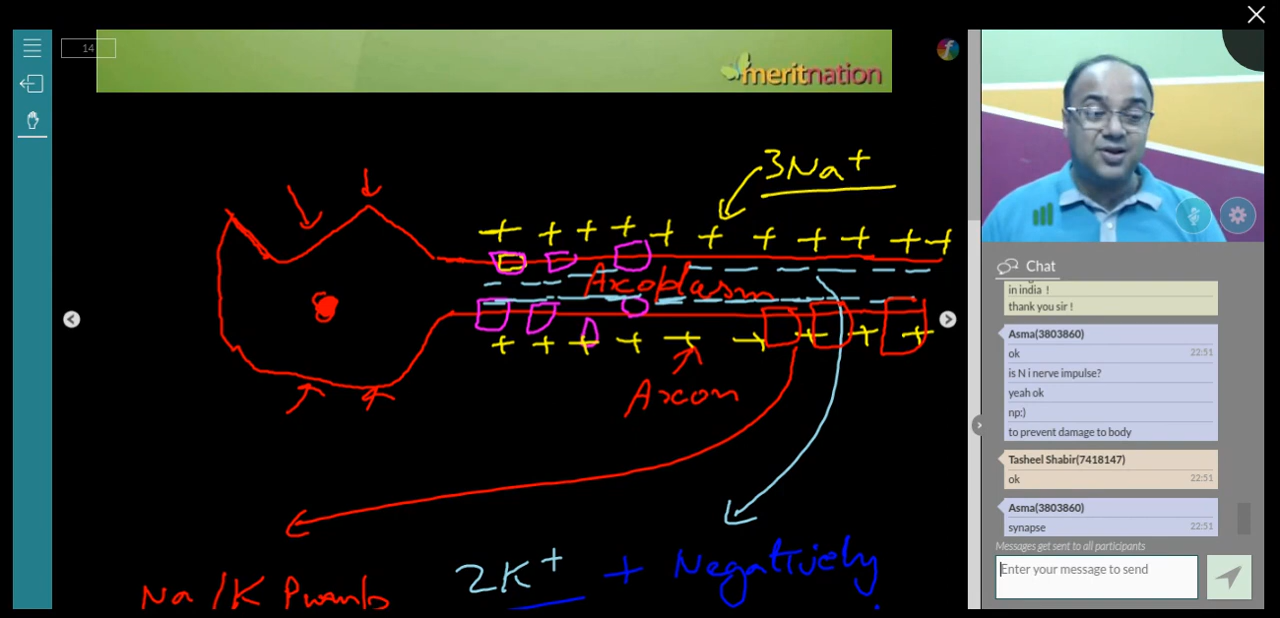 14
meritnation
3Na+
+ + + + + + + + + + +
Axoplasm
+ + + + + + + + +
Axon
2K+ + Negatively
Na/K Pumps
Chat
in india !
thank you sir !
Asma(3803860)
ok 22:51
is N i nerve impulse?
yeah ok
np:)
to prevent damage to body
Tasheel Shabir(7418147)
ok 22:51
Asma(3803860)
synapse 22:51
Messages get sent to all participants
Enter your message to send